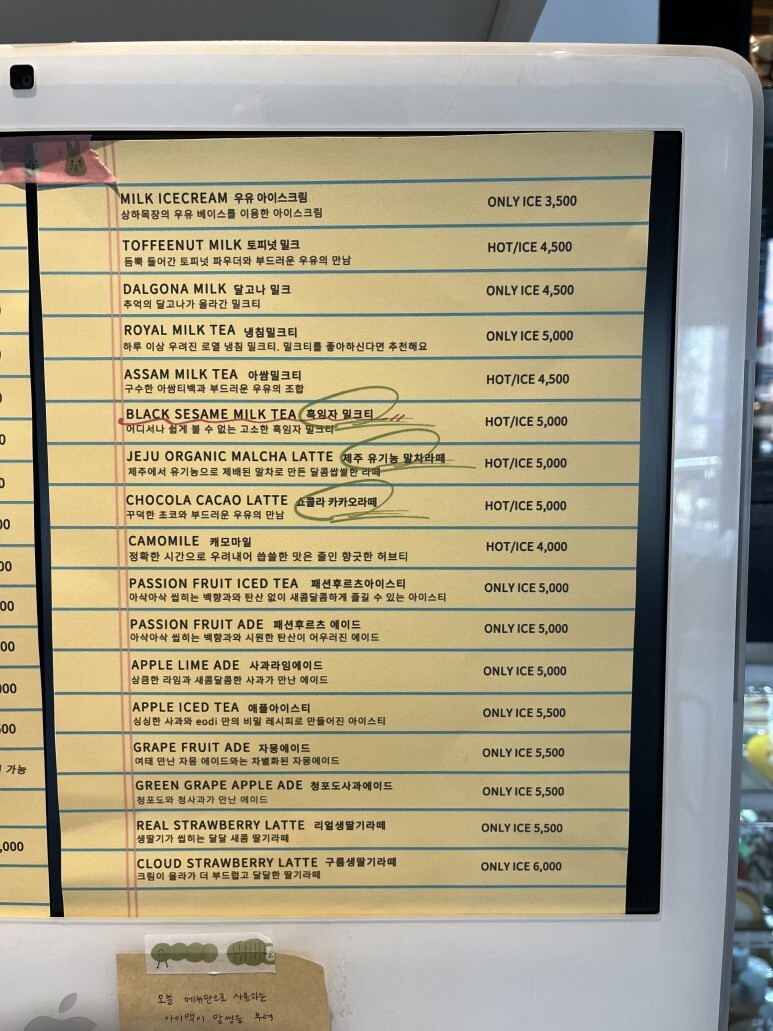 MILK ICECREAM 우유 아이스크림 ONLY ICE 3,500
상하목장의 우유 베이스를 이용한 아이스크림
TOFFEENUT MILK 토피넛 밀크 HOT/ICE 4,500
듬뿍 들어간 토피넛 파우더와 부드러운 우유의 만남
DALGONA MILK 달고나 밀크 ONLY ICE 4,500
추억의 달고나가 올라간 밀크티
ROYAL MILK TEA 냉침밀크티 ONLY ICE 5,000
하루 이상 우려진 로열 냉침 밀크티. 밀크티를 좋아하신다면 추천해요
ASSAM MILK TEA 아쌈밀크티 HOT/ICE 4,500
구수한 아쌈티백과 부드러운 우유의 조합
BLACK SESAME MILK TEA 흑임자 밀크티 HOT/ICE 5,000
어디서나 쉽게 볼 수 없는 고소한 흑임자 밀크티
JEJU ORGANIC MALCHA LATTE 제주 유기농 말차라떼 HOT/ICE 5,000
제주에서 유기농으로 제배된 말차로 만든 달콤쌉쌀한 라떼
CHOCOLA CACAO LATTE 쇼콜라 카카오라떼 HOT/ICE 5,000
꾸덕한 초코와 부드러운 우유의 만남
CAMOMILE 캐모마일 HOT/ICE 4,000
정확한 시간으로 우려내어 씁쓸한 맛은 줄인 향긋한 허브티
PASSION FRUIT ICED TEA 패션후르츠아이스티 ONLY ICE 5,000
아삭아삭 씹히는 백향과와 탄산 없이 새콤달콤하게 즐길 수 있는 아이스티
PASSION FRUIT ADE 패션후르츠 에이드 ONLY ICE 5,000
아삭아삭 씹히는 백향과와 시원한 탄산이 어우러진 에이드
APPLE LIME ADE 사과라임에이드 ONLY ICE 5,000
상큼한 라임과 새콤달콤한 사과가 만난 에이드
APPLE ICED TEA 애플아이스티 ONLY ICE 5,500
싱싱한 사과와 eodi 만의 비밀 레시피로 만들어진 아이스티
GRAPE FRUIT ADE 자몽에이드 ONLY ICE 5,500
여태 만난 자몽 에이드와는 차별화된 자몽에이드
GREEN GRAPE APPLE ADE 청포도사과에이드 ONLY ICE 5,500
청포도와 청사과가 만난 에이드
REAL STRAWBERRY LATTE 리얼생딸기라떼 ONLY ICE 5,500
생딸기가 씹히는 달달 새콤 딸기라떼
CLOUD STRAWBERRY LATTE 구름생딸기라떼 ONLY ICE 6,000
크림이 올라가 더 부드럽고 달달한 딸기라떼
가능
,000
오늘 메뉴판으로 사용하는
아이맥이 말썽을 부려